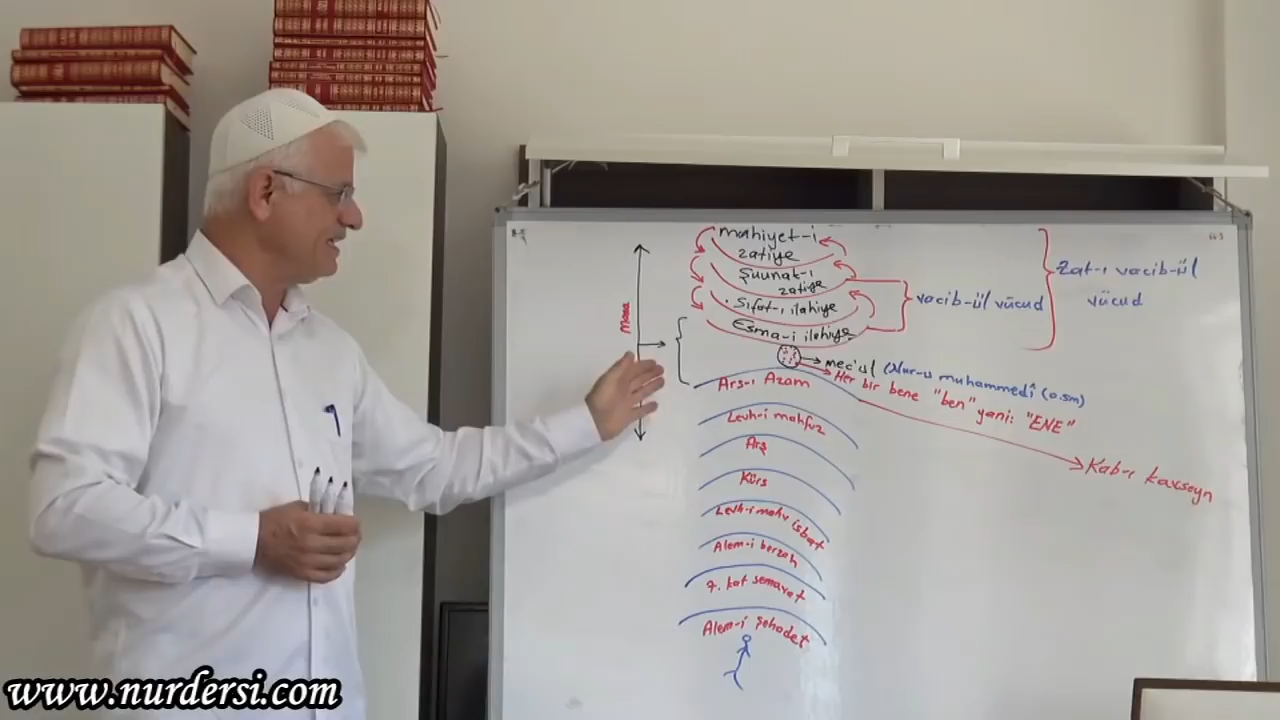 mahiyet-i
zatiye
Şuunat-ı
zatiye
Sıfat-ı ilahiye
Esma-i ilahiye
vacib-ül vücud
Zat-ı vacib-ül
vücud
mec'ul (Nur-u muhammedî (a.sm)
Her bir bene "ben" yani: "ENE"
Arş-ı Azam
Levh-i mahfuz
Arş
Kürs
Levh-i mahv isbat
Alem-i berzah
7. kat semavat
Alem-i şehadet
Kab-ı kavseyn
www.nurdersi.com